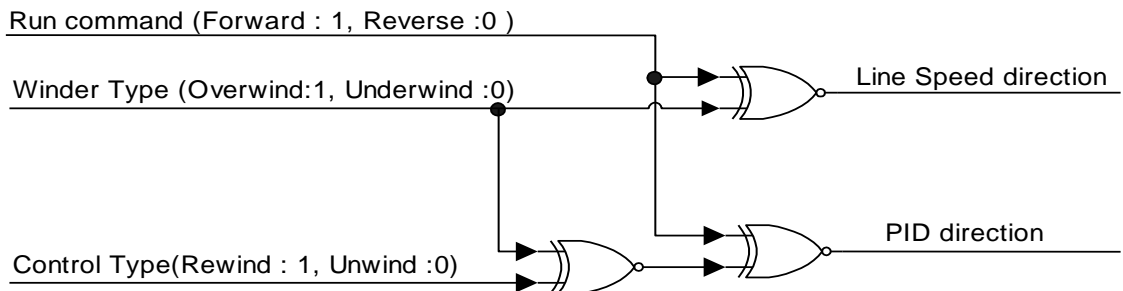 Run command (Forward : 1, Reverse :0 )
Line Speed direction
Winder Type (Overwind:1, Underwind :0)
PID direction
Control Type(Rewind : 1, Unwind :0)